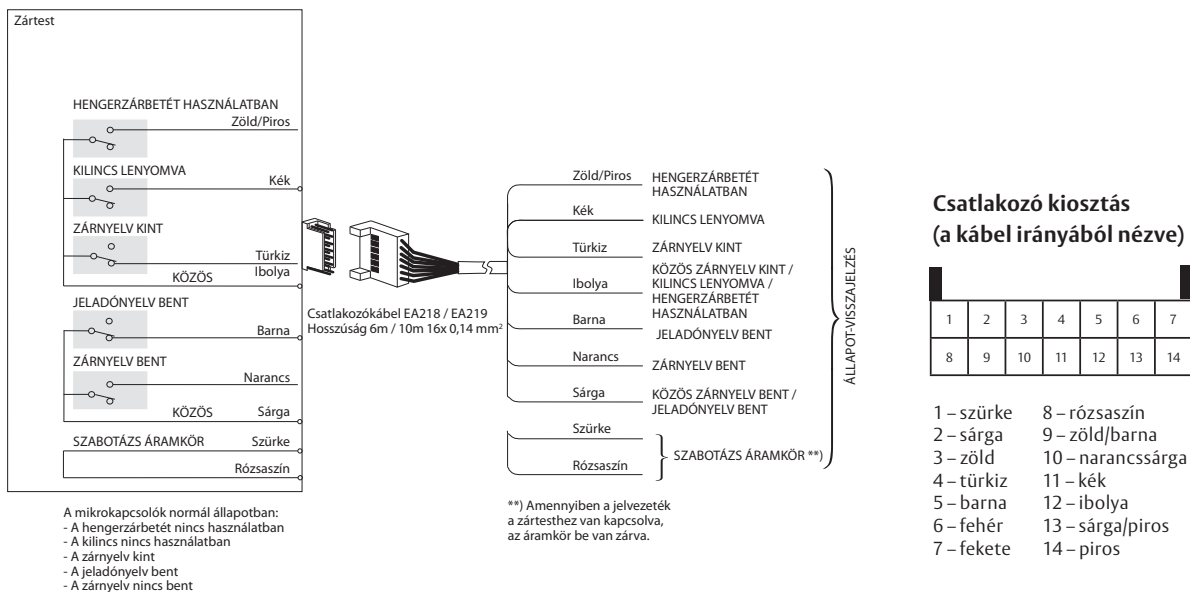 Zártest
HENGERZÁRBETÉT HASZNÁLATBAN
Zöld/Piros
KILINCS LENYOMVA
Kék
ZÁRNYELV KINT
Türkiz
KÖZÖS
Ibolya
JELADÓNYELV BENT
Barna
ZÁRNYELV BENT
Narancs
KÖZÖS
Sárga
SZABOTÁZS ÁRAMKÖR
Szürke
Rózsaszín
A mikrokapcsolók normál állapotban:
- A hengerzárbetét nincs használatban
- A kilincs nincs használatban
- A zárnyelv kint
- A jeladónyelv bent
- A zárnyelv nincs bent
Csatlakozókábel EA218 / EA219
Hosszúság 6m / 10m 16x 0,14 mm²
Zöld/Piros
HENGERZÁRBETÉT
HASZNÁLATBAN
Kék
KILINCS LENYOMVA
Türkiz
ZÁRNYELV KINT
Ibolya
KÖZÖS ZÁRNYELV KINT /
KILINCS LENYOMVA /
HENGERZÁRBETÉT
HASZNÁLATBAN
Barna
JELADÓNYELV BENT
Narancs
ZÁRNYELV BENT
Sárga
KÖZÖS ZÁRNYELV BENT /
JELADÓNYELV BENT
Szürke
Rózsaszín
SZABOTÁZS ÁRAMKÖR **)
ÁLLAPOT-VISSZAJELZÉS
**) Amennyiben a jelvezeték
a zártesthez van kapcsolva,
az áramkör be van zárva.
Csatlakozó kiosztás
(a kábel irányából nézve)
1 2 3 4 5 6 7
8 9 10 11 12 13 14
1 – szürke
2 – sárga
3 – zöld
4 – türkiz
5 – barna
6 – fehér
7 – fekete
8 – rózsaszín
9 – zöld/barna
10 – narancssárga
11 – kék
12 – ibolya
13 – sárga/piros
14 – piros